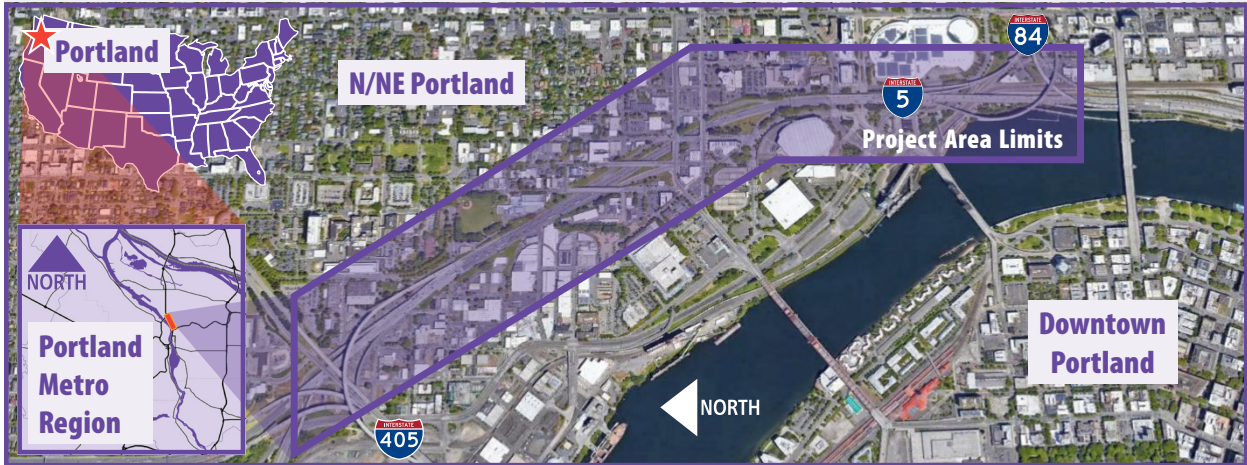 Portland
N/NE Portland
INTERSTATE
84
INTERSTATE
5
Project Area Limits
NORTH
Portland
Metro
Region
INTERSTATE
405
NORTH
Downtown
Portland